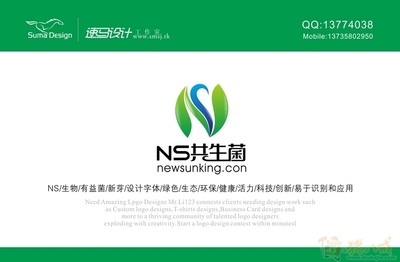 Suma Design
速马设计 工作室
www.smsj.tk
QQ:13774038
Mobile:13735802950
NS共生菌
newsunking.com
NS/生物/有益菌/新芽/设计字体/绿色/生态/环保/健康/活力/科技/创新/易于识别和应用
Need Amazing Lpgo Designs Mr Li123 connests clients needing design work such
as Custom logo designs,T-shirts designs,Business Card designs and
more to a thriving community of talented logo designers
exploding with creativity.Start a logo design contest within minutes!